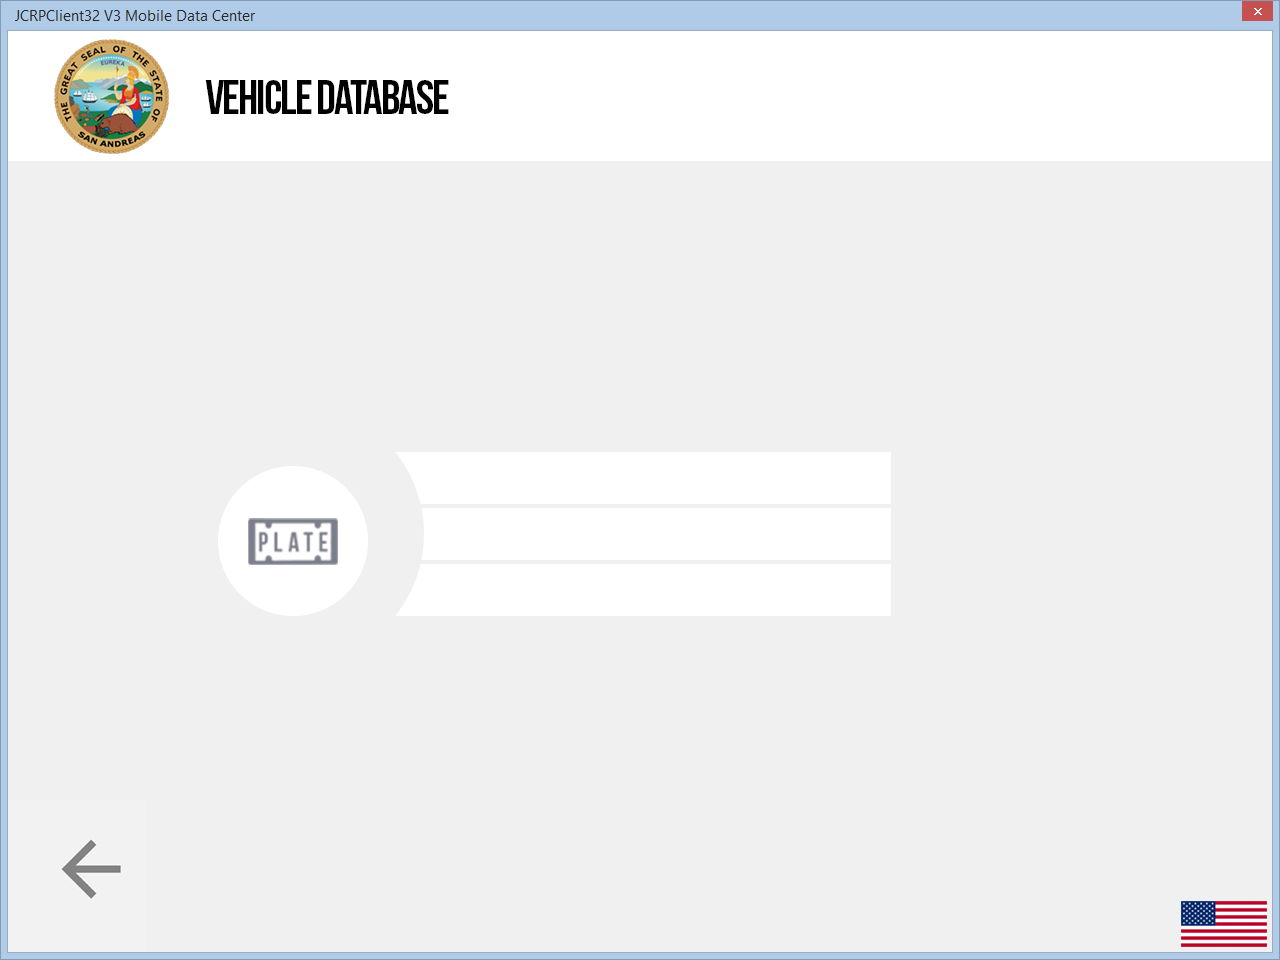 JCRPClient32 V3 Mobile Data Center
THE GREAT SEAL OF THE STATE OF
EUREKA
SAN ANDREAS
VEHICLE DATABASE
PLATE